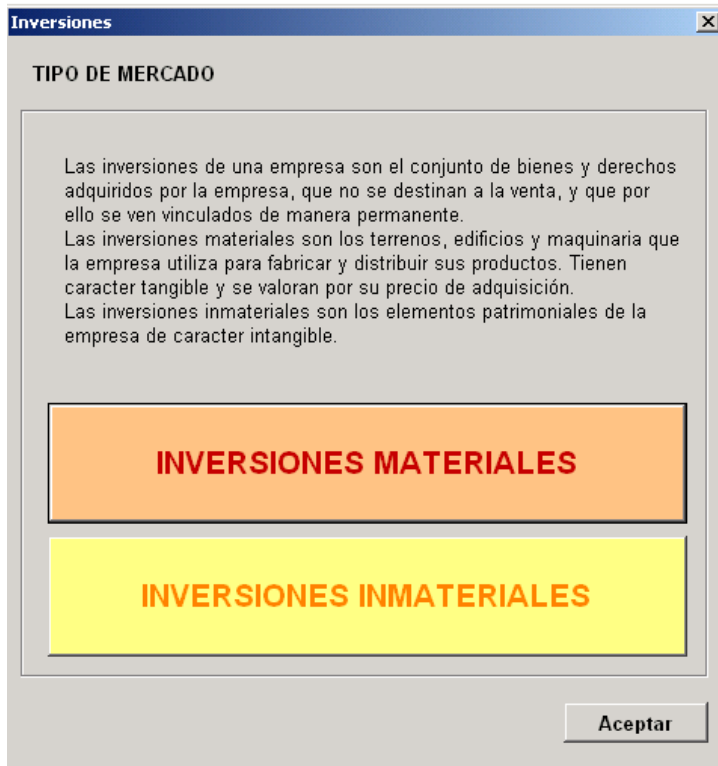 Inversiones
TIPO DE MERCADO
Las inversiones de una empresa son el conjunto de bienes y derechos
adquiridos por la empresa, que no se destinan a la venta, y que por
ello se ven vinculados de manera permanente.
Las inversiones materiales son los terrenos, edificios y maquinaria que
la empresa utiliza para fabricar y distribuir sus productos. Tienen
caracter tangible y se valoran por su precio de adquisición.
Las inversiones inmateriales son los elementos patrimoniales de la
empresa de caracter intangible.
INVERSIONES MATERIALES
INVERSIONES INMATERIALES
Aceptar